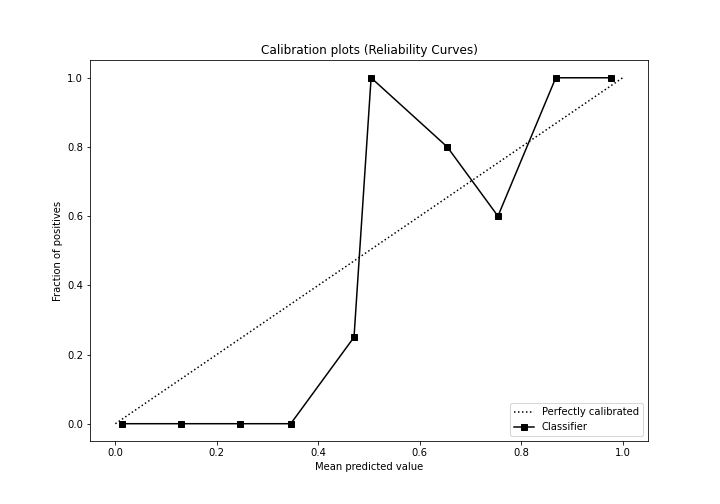 Calibration plots (Reliability Curves)
1.0
0.8
0.6
0.4
0.2
0.0
Fraction of positives
0.0 0.2 0.4 0.6 0.8 1.0
Mean predicted value
Perfectly calibrated
Classifier